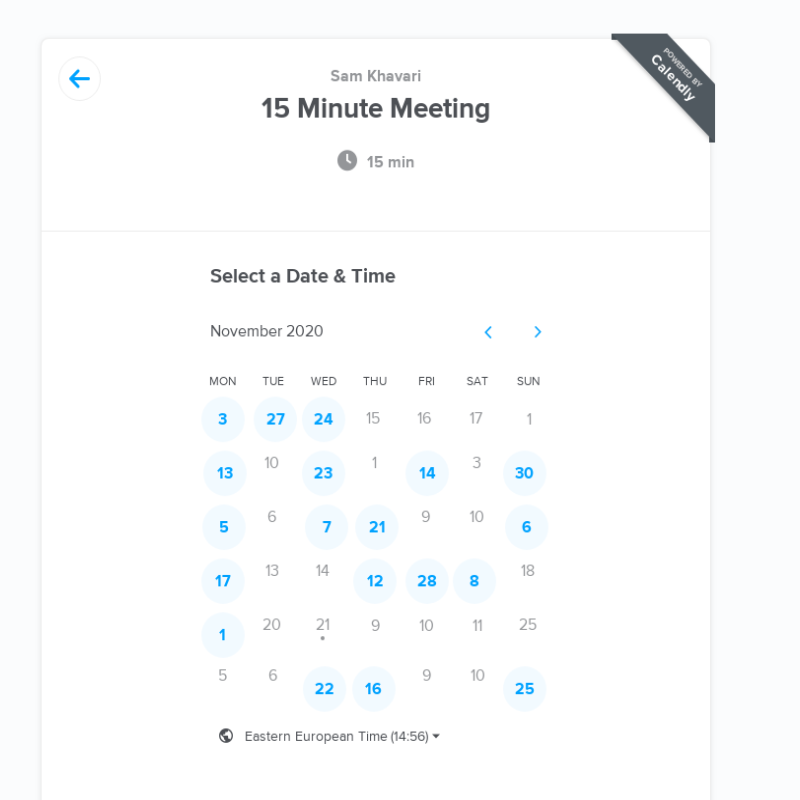 Sam Khavari
15 Minute Meeting
POWERED BY
Calendly
15 min
Select a Date & Time
November 2020
MON TUE WED THU FRI SAT SUN
3 27 24 15 16 17 1
13 10 23 1 14 3 30
5 6 7 21 9 10 6
17 13 14 12 28 8 18
1 20 21 9 10 11 25
5 6 22 16 9 10 25
Eastern European Time (14:56)